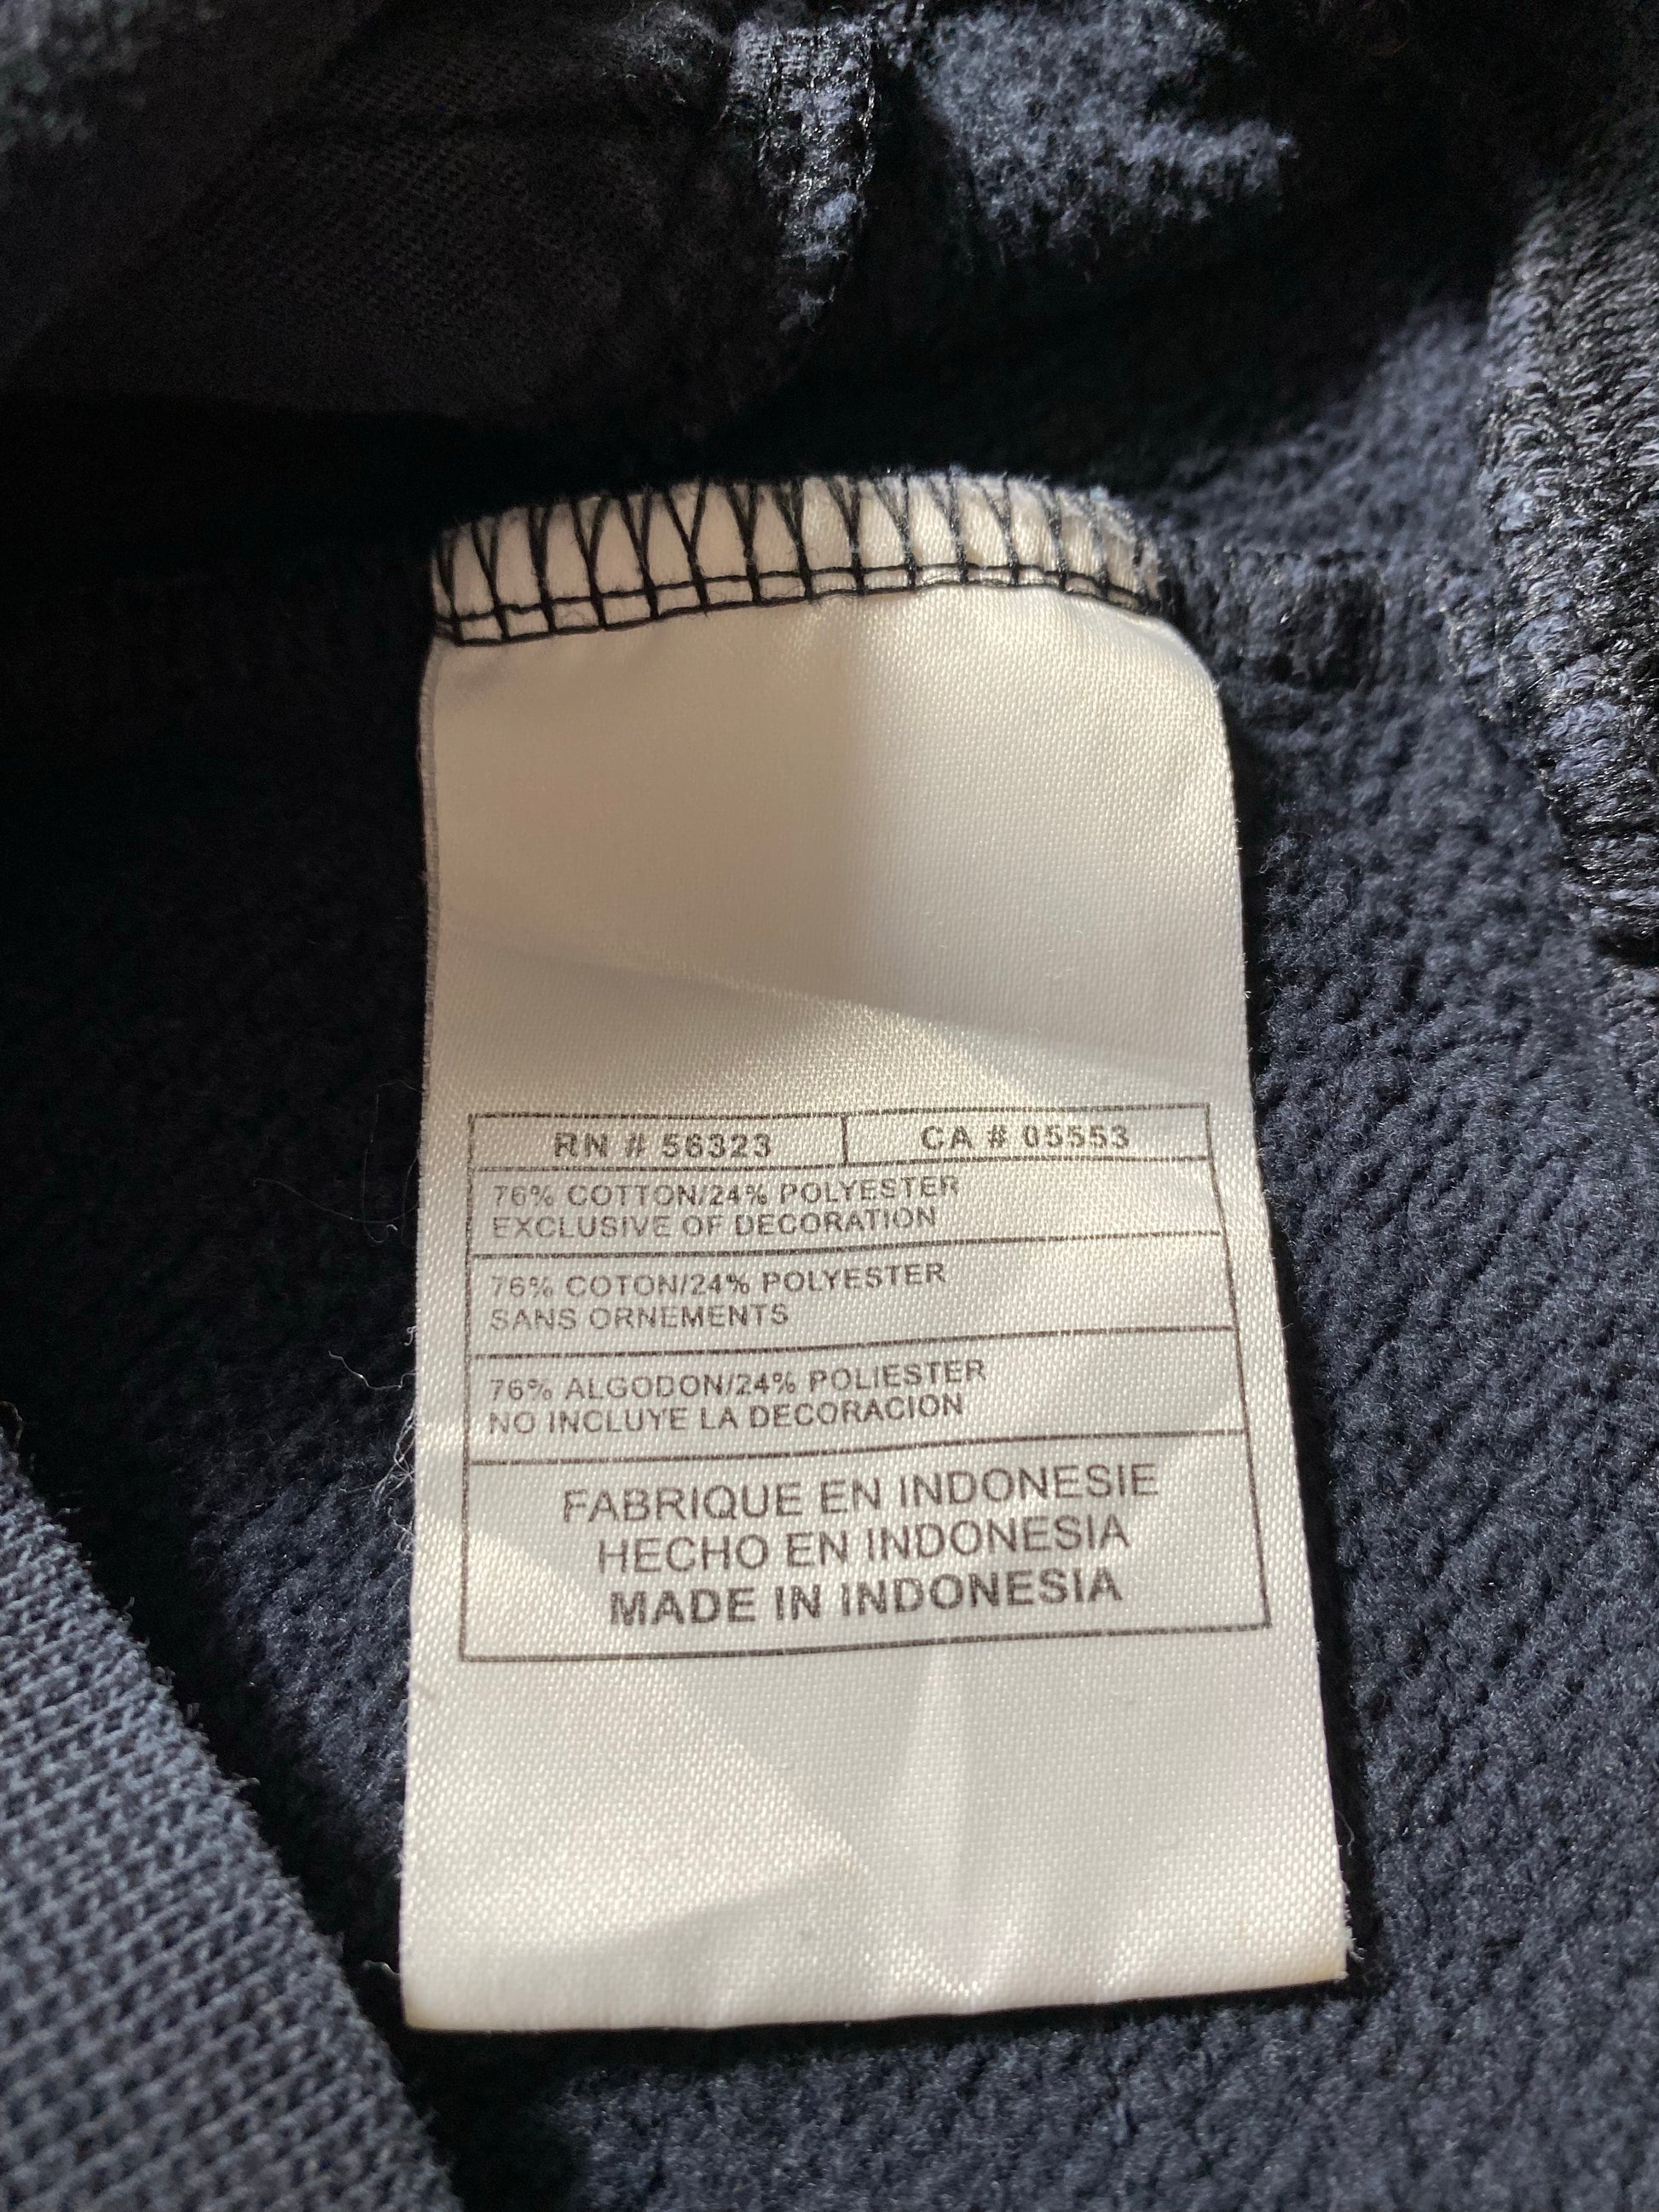 RN # 56323 CA # 05553
76% COTTON/24% POLYESTER
EXCLUSIVE OF DECORATION
76% COTON/24% POLYESTER
SANS ORNEMENTS
76% ALGODON/24% POLIESTER
NO INCLUYE LA DECORACION
FABRIQUE EN INDONESIE
HECHO EN INDONESIA
MADE IN INDONESIA